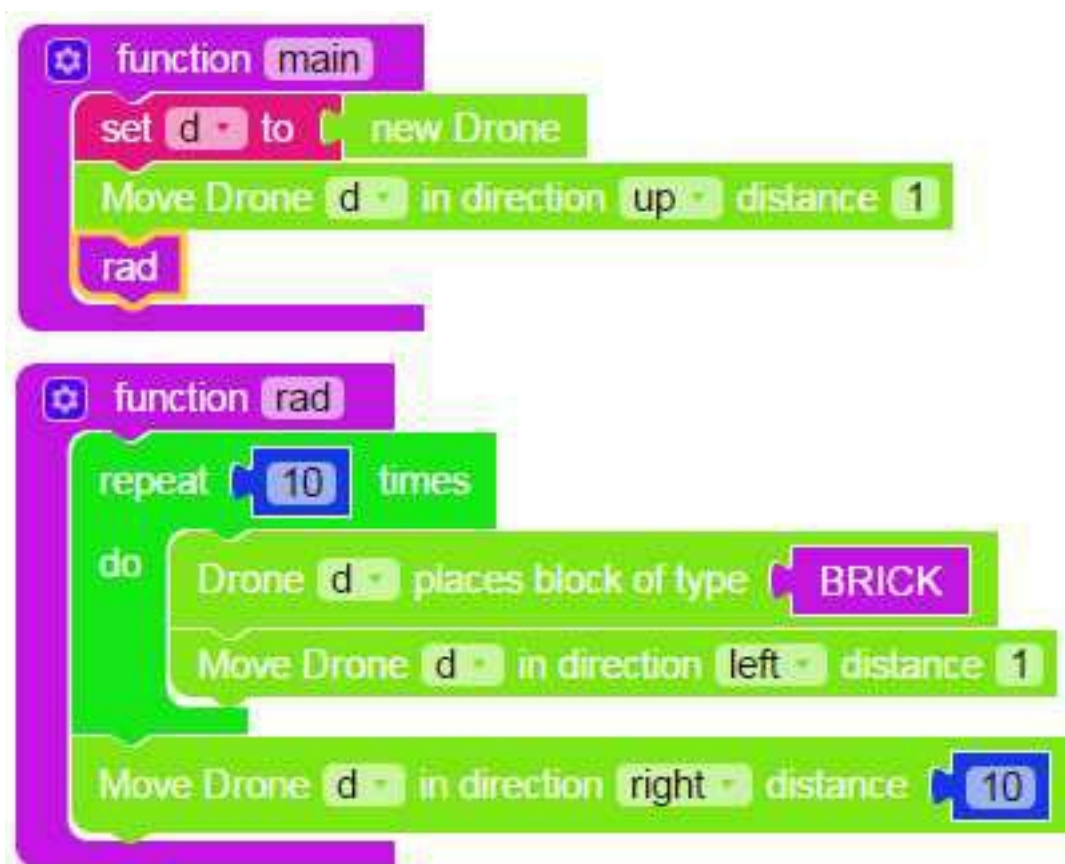 function main
set d to new Drone
Move Drone d in direction up distance 1
rad
function rad
repeat 10 times
do
Drone d places block of type BRICK
Move Drone d in direction left distance 1
Move Drone d in direction right distance 10